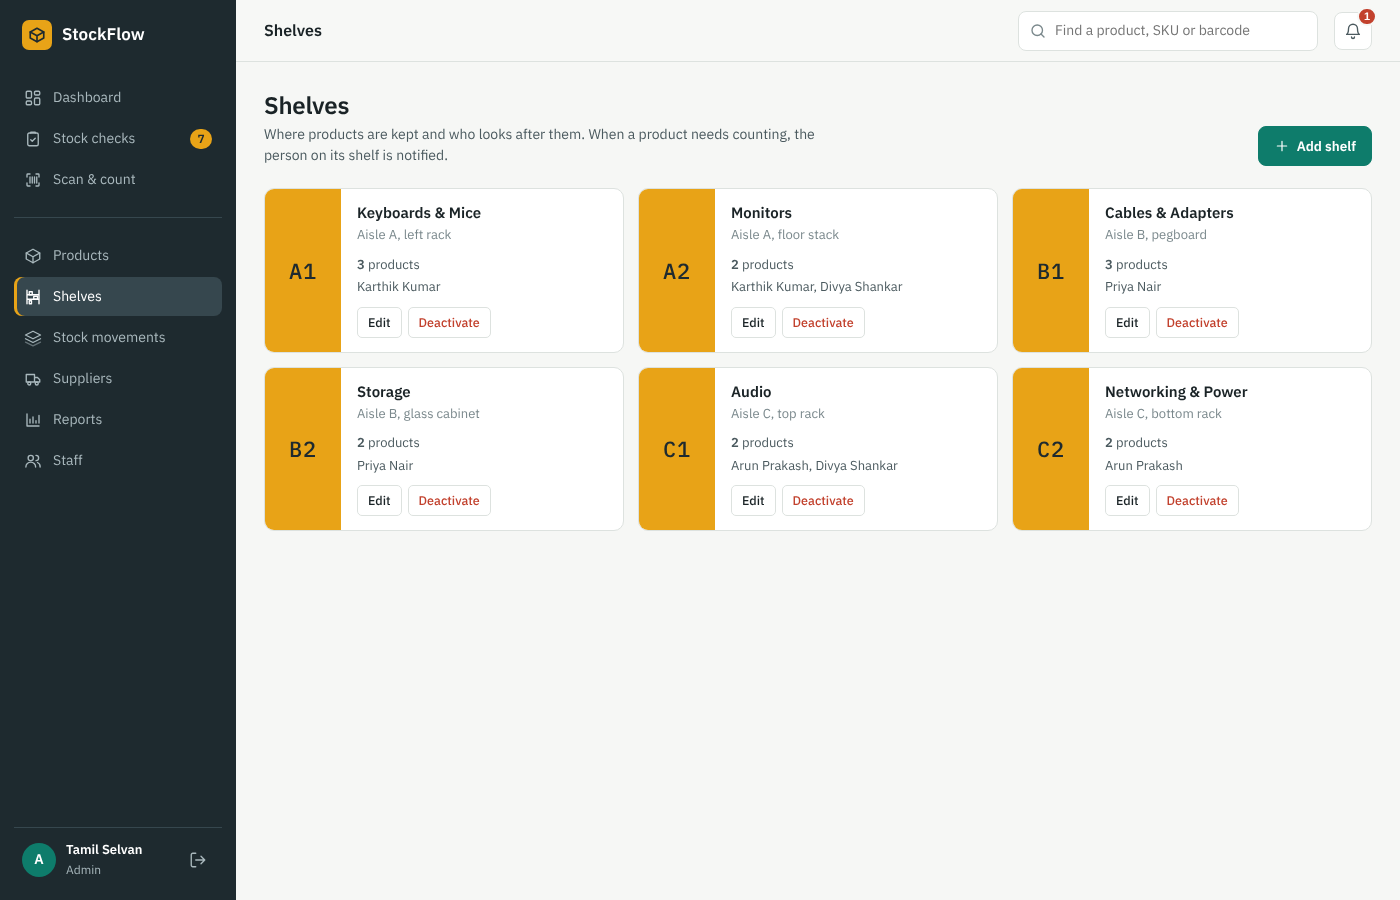 StockFlow
Dashboard
Stock checks 7
Scan & count
Products
Shelves
Stock movements
Suppliers
Reports
Staff
A
Tamil Selvan
Admin
Shelves
Find a product, SKU or barcode
1
Shelves
Where products are kept and who looks after them. When a product needs counting, the
person on its shelf is notified.
Add shelf
A1
Keyboards & Mice
Aisle A, left rack
3 products
Karthik Kumar
Edit Deactivate
A2
Monitors
Aisle A, floor stack
2 products
Karthik Kumar, Divya Shankar
Edit Deactivate
B1
Cables & Adapters
Aisle B, pegboard
3 products
Priya Nair
Edit Deactivate
B2
Storage
Aisle B, glass cabinet
2 products
Priya Nair
Edit Deactivate
C1
Audio
Aisle C, top rack
2 products
Arun Prakash, Divya Shankar
Edit Deactivate
C2
Networking & Power
Aisle C, bottom rack
2 products
Arun Prakash
Edit Deactivate